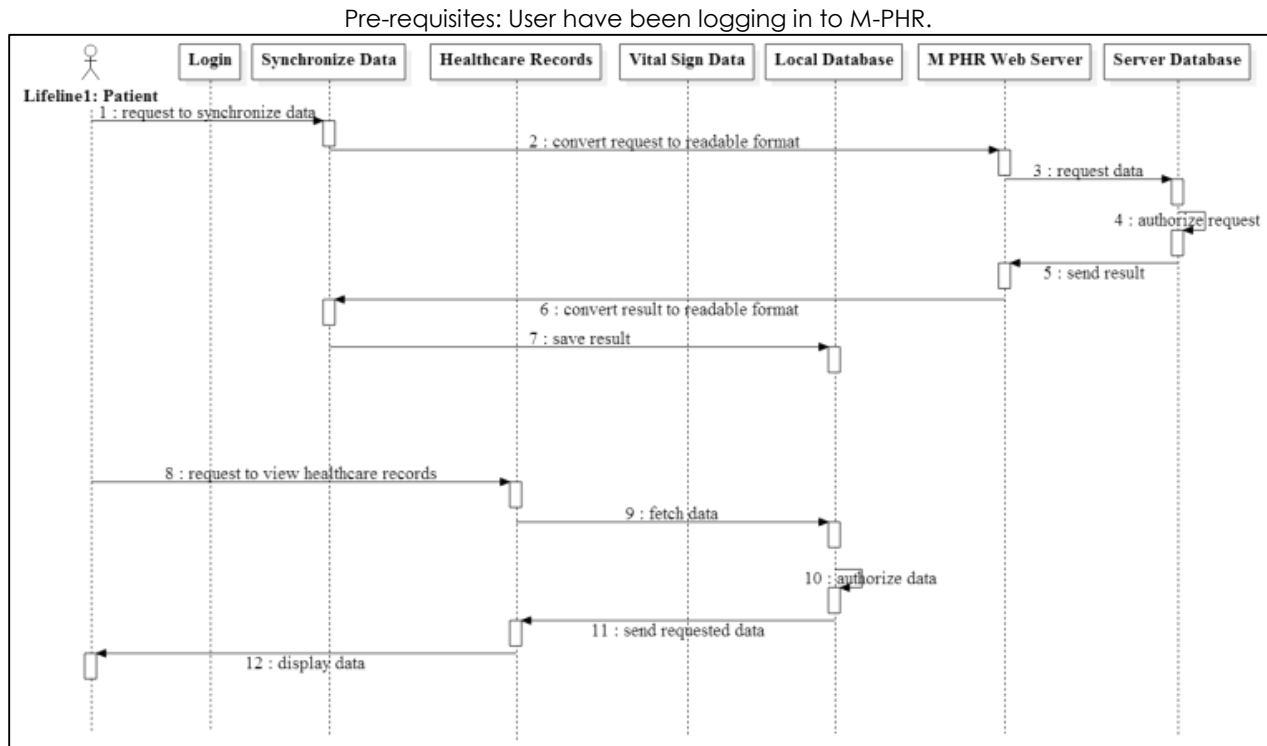 Pre-requisites: User have been logging in to M-PHR.
Login
Synchronize Data
Healthcare Records
Vital Sign Data
Local Database
M PHR Web Server
Server Database
Lifeline1: Patient
1 : request to synchronize data
2 : convert request to readable format
3 : request data
4 : authorize request
5 : send result
6 : convert result to readable format
7 : save result
8 : request to view healthcare records
9 : fetch data
10 : authorize data
11 : send requested data
12 : display data